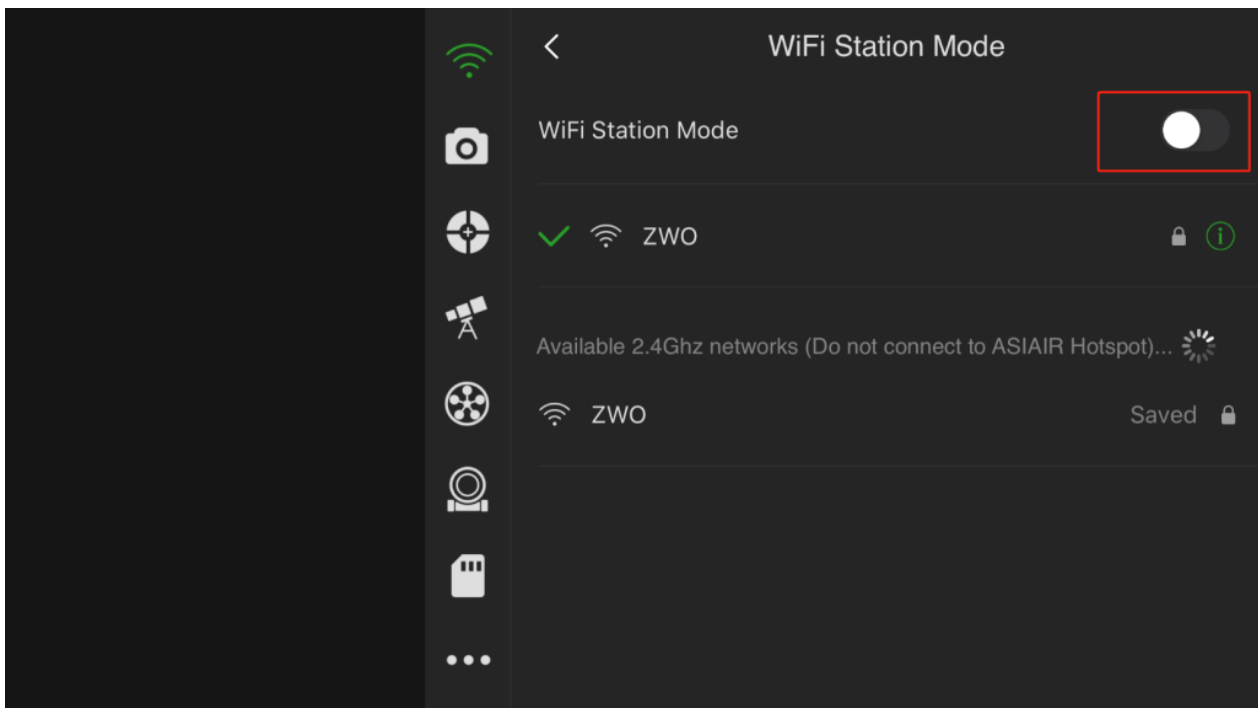 WiFi Station Mode
WiFi Station Mode
ZWO
Available 2.4Ghz networks (Do not connect to ASIAIR Hotspot)...
ZWO Saved